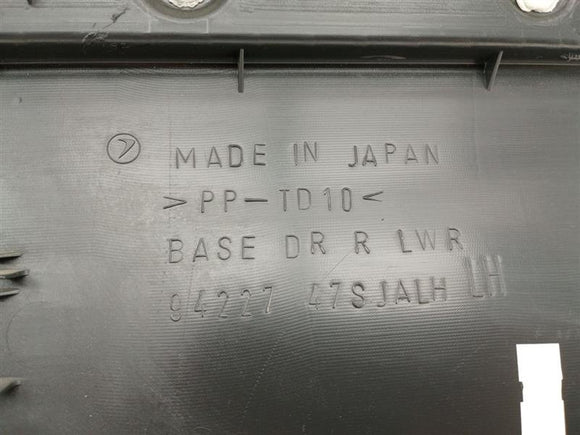 MADE IN JAPAN
>PP-TD10<
BASE DR R LWR
94227 47SJALH LH